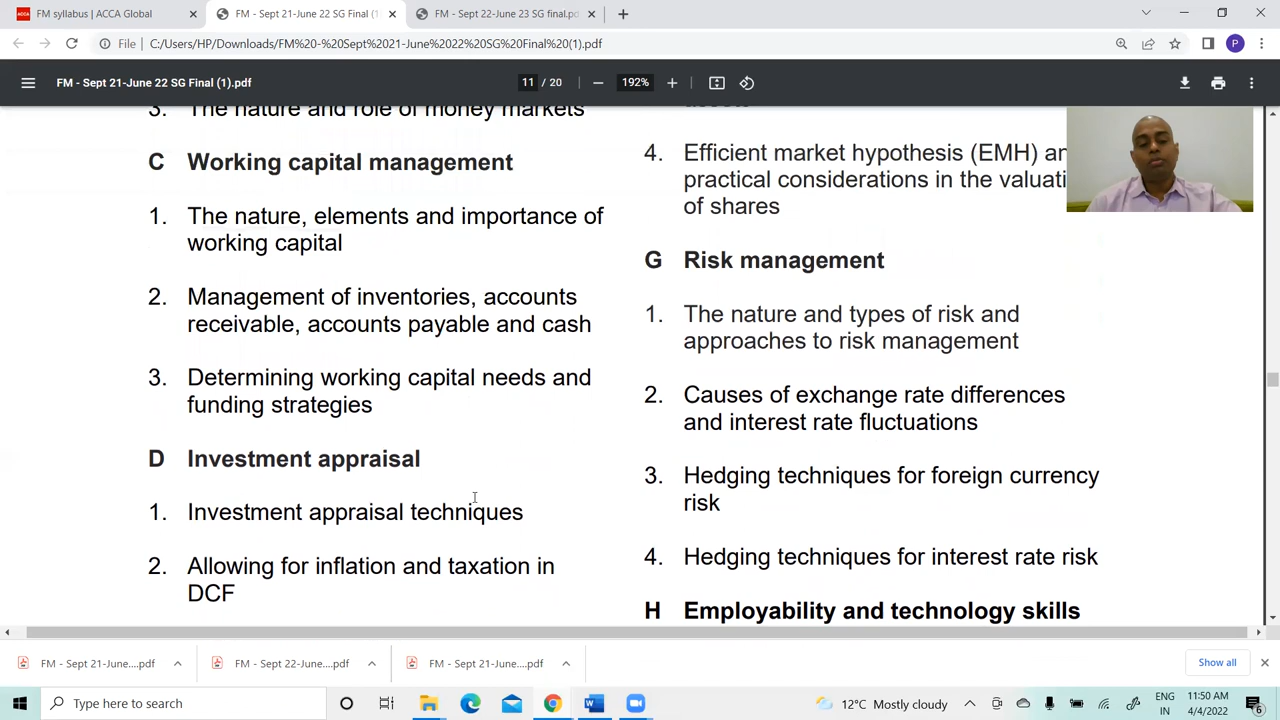 FM syllabus | ACCA Global
FM - Sept 21-June 22 SG Final (1
FM - Sept 22-June 23 SG final.pd
File
C:/Users/HP/Downloads/FM%20-%20Sept%2021-June%2022%20SG%20Final%20(1).pdf
P
FM - Sept 21-June 22 SG Final (1).pdf
11 / 20
192%
3. The nature and role of money markets
C Working capital management
1. The nature, elements and importance of
working capital
2. Management of inventories, accounts
receivable, accounts payable and cash
3. Determining working capital needs and
funding strategies
D Investment appraisal
1. Investment appraisal techniques
2. Allowing for inflation and taxation in
DCF
assets
4. Efficient market hypothesis (EMH) an
practical considerations in the valuati
of shares
G Risk management
1. The nature and types of risk and
approaches to risk management
2. Causes of exchange rate differences
and interest rate fluctuations
3. Hedging techniques for foreign currency
risk
4. Hedging techniques for interest rate risk
H Employability and technology skills
FM - Sept 21-June....pdf
FM - Sept 22-June....pdf
FM - Sept 21-June....pdf
Show all
Type here to search
12°C Mostly cloudy
ENG
IN
11:50 AM
4/4/2022
6